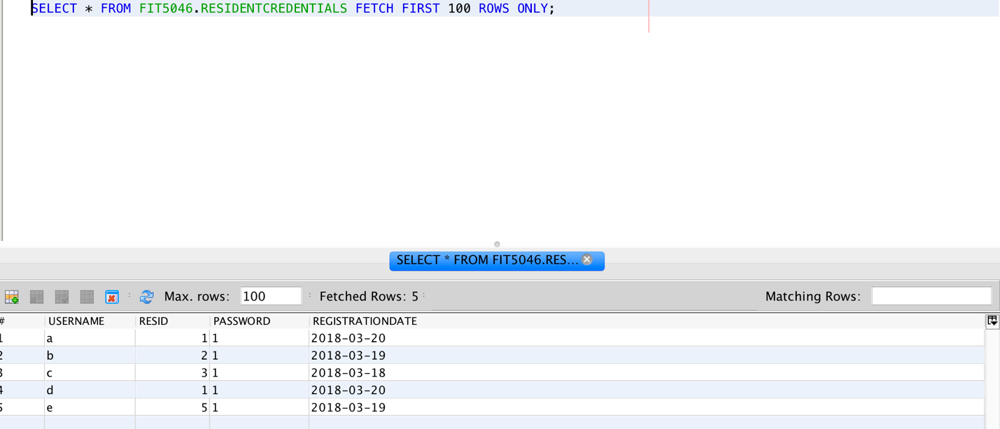 SELECT * FROM FIT5046.RESIDENTCREDENTIALS FETCH FIRST 100 ROWS ONLY;
SELECT * FROM FIT5046.RES...
Max. rows: 100 Fetched Rows: 5 Matching Rows:
# USERNAME RESID PASSWORD REGISTRATIONDATE
1 a 1 1 2018-03-20
2 b 2 1 2018-03-19
3 c 3 1 2018-03-18
4 d 1 1 2018-03-20
5 e 5 1 2018-03-19